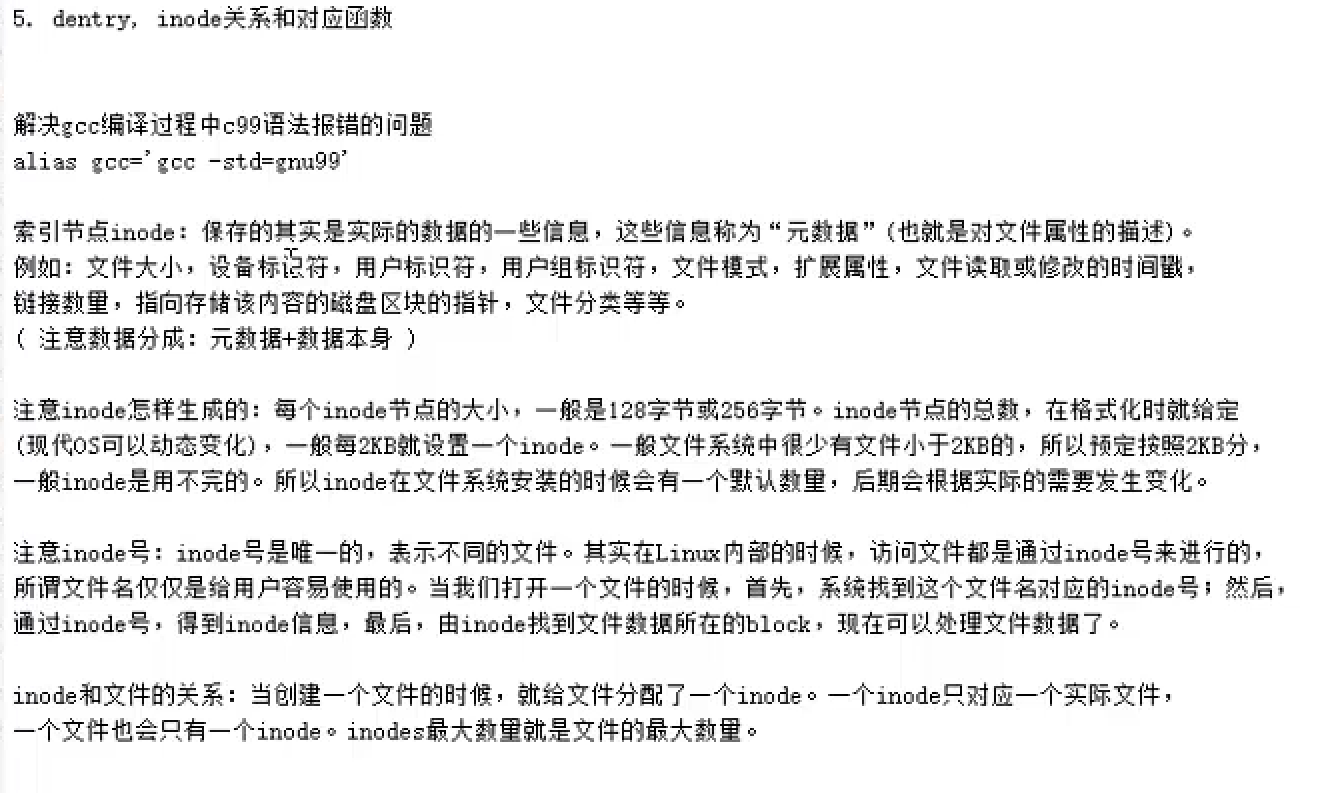 5. dentry, inode关系和对应函数
解决gcc编译过程中c99语法报错的问题
alias gcc='gcc -std=gnu99'
索引节点inode：保存的其实是实际的数据的一些信息，这些信息称为“元数据”(也就是对文件属性的描述)。
例如：文件大小，设备标识符，用户标识符，用户组标识符，文件模式，扩展属性，文件读取或修改的时间戳，
链接数量，指向存储该内容的磁盘区块的指针，文件分类等等。
( 注意数据分成：元数据+数据本身 )
注意inode怎样生成的：每个inode节点的大小，一般是128字节或256字节。inode节点的总数，在格式化时就给定
(现代OS可以动态变化)，一般每2KB就设置一个inode。一般文件系统中很少有文件小于2KB的，所以预定按照2KB分，
一般inode是用不完的。所以inode在文件系统安装的时候会有一个默认数量，后期会根据实际的需要发生变化。
注意inode号：inode号是唯一的，表示不同的文件。其实在Linux内部的时候，访问文件都是通过inode号来进行的，
所谓文件名仅仅是给用户容易使用的。当我们打开一个文件的时候，首先，系统找到这个文件名对应的inode号；然后，
通过inode号，得到inode信息，最后，由inode找到文件数据所在的block，现在可以处理文件数据了。
inode和文件的关系：当创建一个文件的时候，就给文件分配了一个inode。一个inode只对应一个实际文件，
一个文件也会只有一个inode。inodes最大数量就是文件的最大数量。